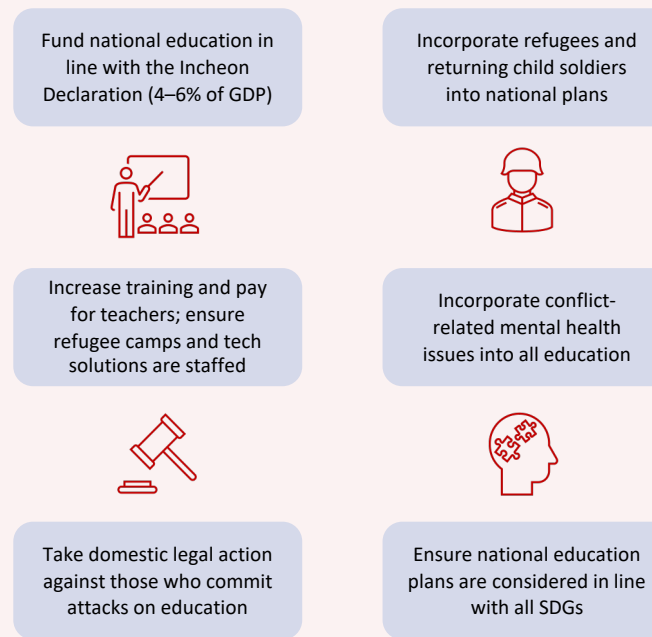 Fund national education in
line with the Incheon
Declaration (4–6% of GDP)
Incorporate refugees and
returning child soldiers
into national plans
Increase training and pay
for teachers; ensure
refugee camps and tech
solutions are staffed
Incorporate conflict-
related mental health
issues into all education
Take domestic legal action
against those who commit
attacks on education
Ensure national education
plans are considered in line
with all SDGs